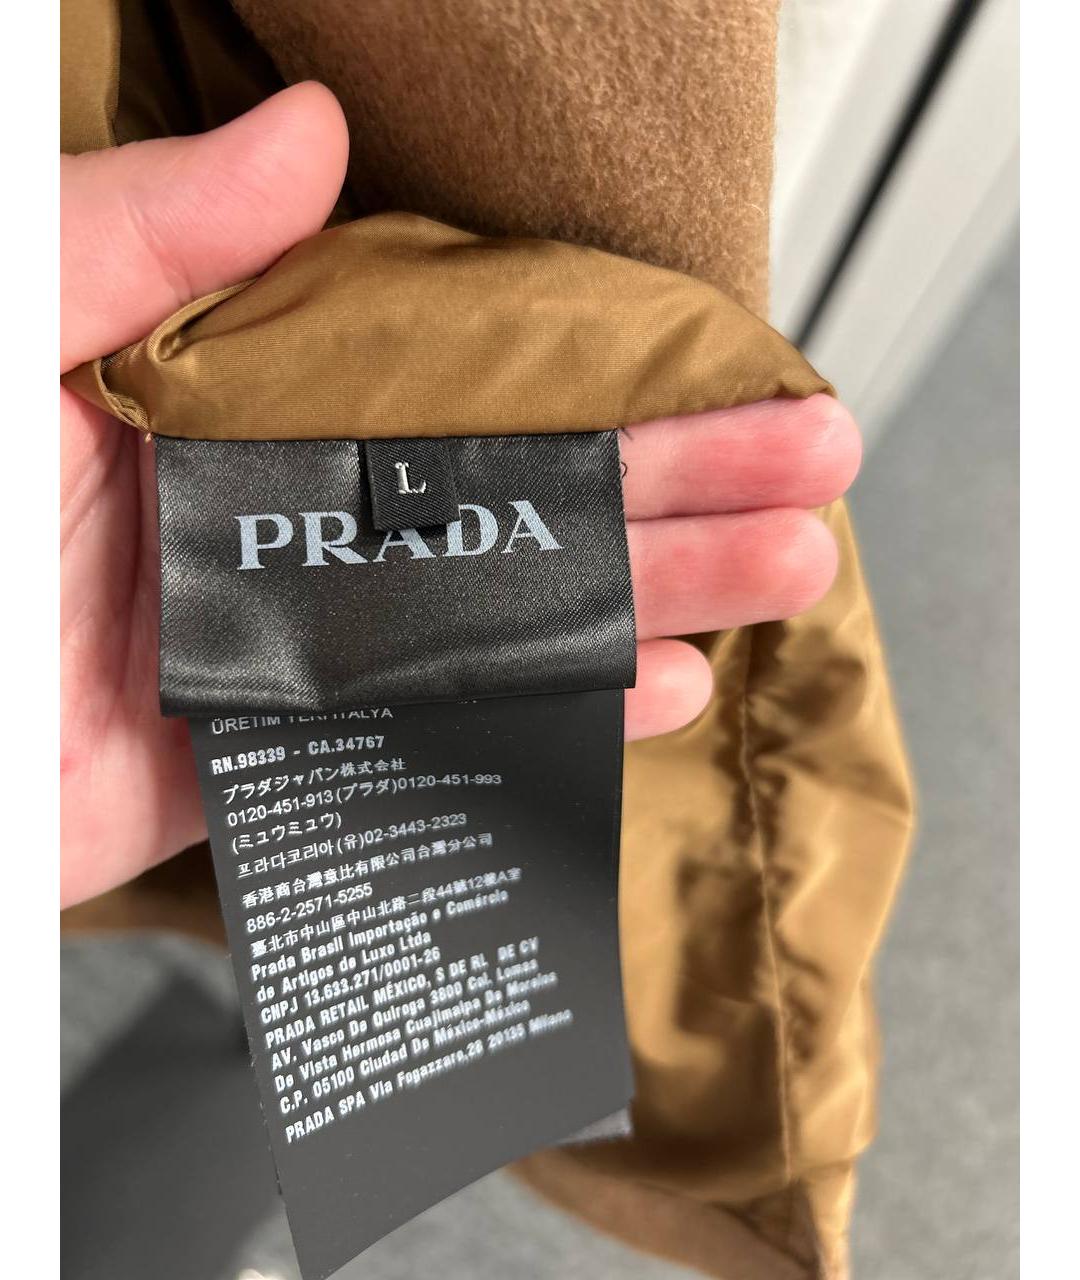 L
PRADA
ÜRETİM YERİ İTALYA
RN.98339 - CA.34767
プラダジャパン株式会社
0120-451-913(プラダ)0120-451-993
(ミュウミュウ)
프라다코리아(유)02-3443-2323
香港商台灣意比有限公司台灣分公司
886-2-2571-5255
臺北市中山區中山北路二段44號12樓A室
Prada Brasil Importação e Comércio
de Artigos de Luxo Ltda
CNPJ 13.633.271/0001-26
PRADA RETAIL MÉXICO, S DE RL DE CV
AV. Vasco De Quiroga 3800 Col. Lomas
De Vista Hermosa Cuajimalpa De Morelos
C.P. 05100 Ciudad De México-México
PRADA SPA Via Fogazzaro,28 20135 Milano